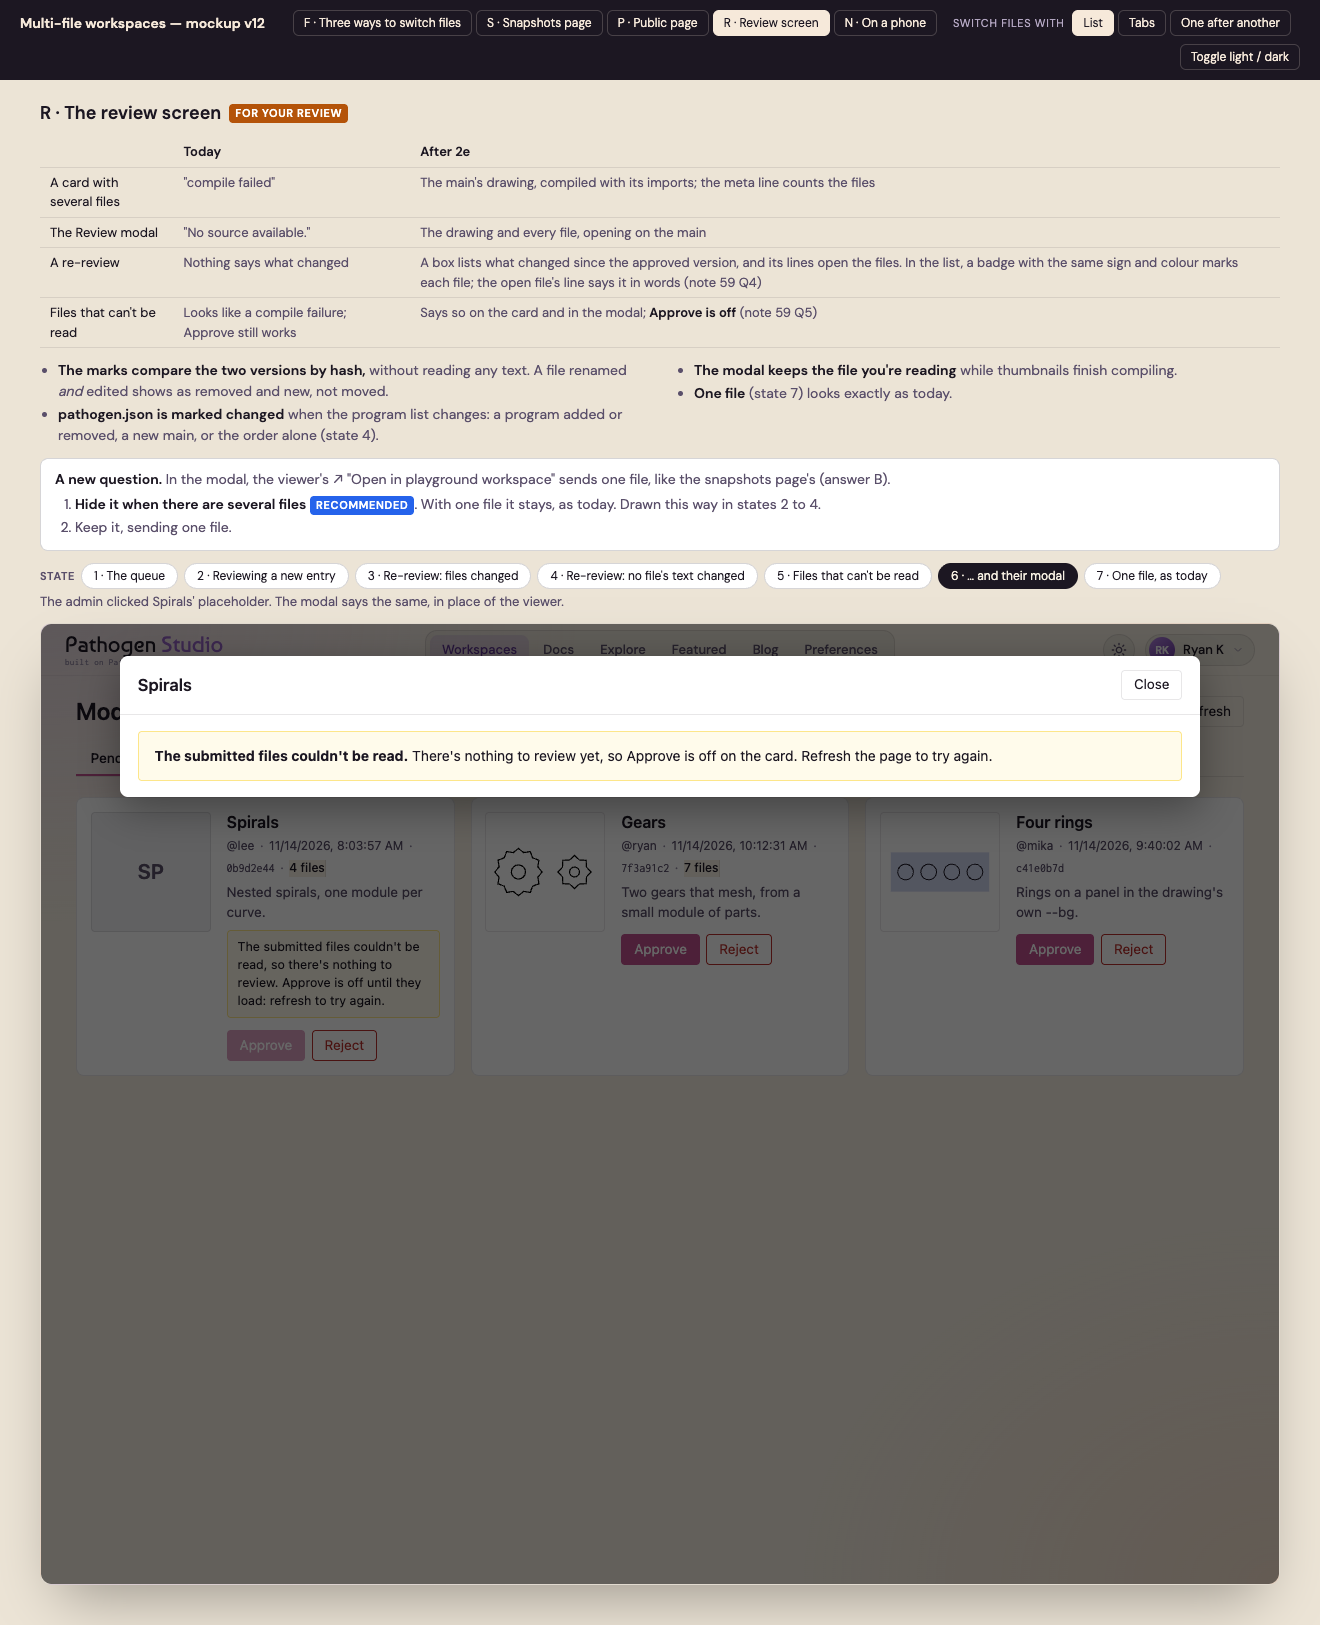 Multi-file workspaces — mockup v12
F · Three ways to switch files
S · Snapshots page
P · Public page
R · Review screen
N · On a phone
SWITCH FILES WITH
List
Tabs
One after another
Toggle light / dark
R · The review screen FOR YOUR REVIEW
Today
After 2e
A card with
several files
"compile failed"
The main's drawing, compiled with its imports; the meta line counts the files
The Review modal
"No source available."
The drawing and every file, opening on the main
A re-review
Nothing says what changed
A box lists what changed since the approved version, and its lines open the files. In the list, a badge with the same sign and colour marks
each file; the open file's line says it in words (note 59 Q4)
Files that can't be
read
Looks like a compile failure;
Approve still works
Says so on the card and in the modal; Approve is off (note 59 Q5)
• The marks compare the two versions by hash, without reading any text. A file renamed
and edited shows as removed and new, not moved.
• pathogen.json is marked changed when the program list changes: a program added or
removed, a new main, or the order alone (state 4).
• The modal keeps the file you're reading while thumbnails finish compiling.
• One file (state 7) looks exactly as today.
A new question. In the modal, the viewer's ↗ "Open in playground workspace" sends one file, like the snapshots page's (answer B).
1. Hide it when there are several files RECOMMENDED. With one file it stays, as today. Drawn this way in states 2 to 4.
2. Keep it, sending one file.
STATE
1 · The queue
2 · Reviewing a new entry
3 · Re-review: files changed
4 · Re-review: no file's text changed
5 · Files that can't be read
6 · … and their modal
7 · One file, as today
The admin clicked Spirals' placeholder. The modal says the same, in place of the viewer.
Pathogen Studio
built on Pa
Workspaces
Docs
Explore
Featured
Blog
Preferences
RK
Ryan K
Mod
fresh
Pend
Spirals
Close
The submitted files couldn't be read. There's nothing to review yet, so Approve is off on the card. Refresh the page to try again.
SP
Spirals
@lee · 11/14/2026, 8:03:57 AM ·
0b9d2e44 · 4 files
Nested spirals, one module per
curve.
The submitted files couldn't be
read, so there's nothing to
review. Approve is off until they
load: refresh to try again.
Approve
Reject
Gears
@ryan · 11/14/2026, 10:12:31 AM ·
7f3a91c2 · 7 files
Two gears that mesh, from a
small module of parts.
Approve
Reject
Four rings
@mika · 11/14/2026, 9:40:02 AM ·
c41e0b7d
Rings on a panel in the drawing's
own --bg.
Approve
Reject